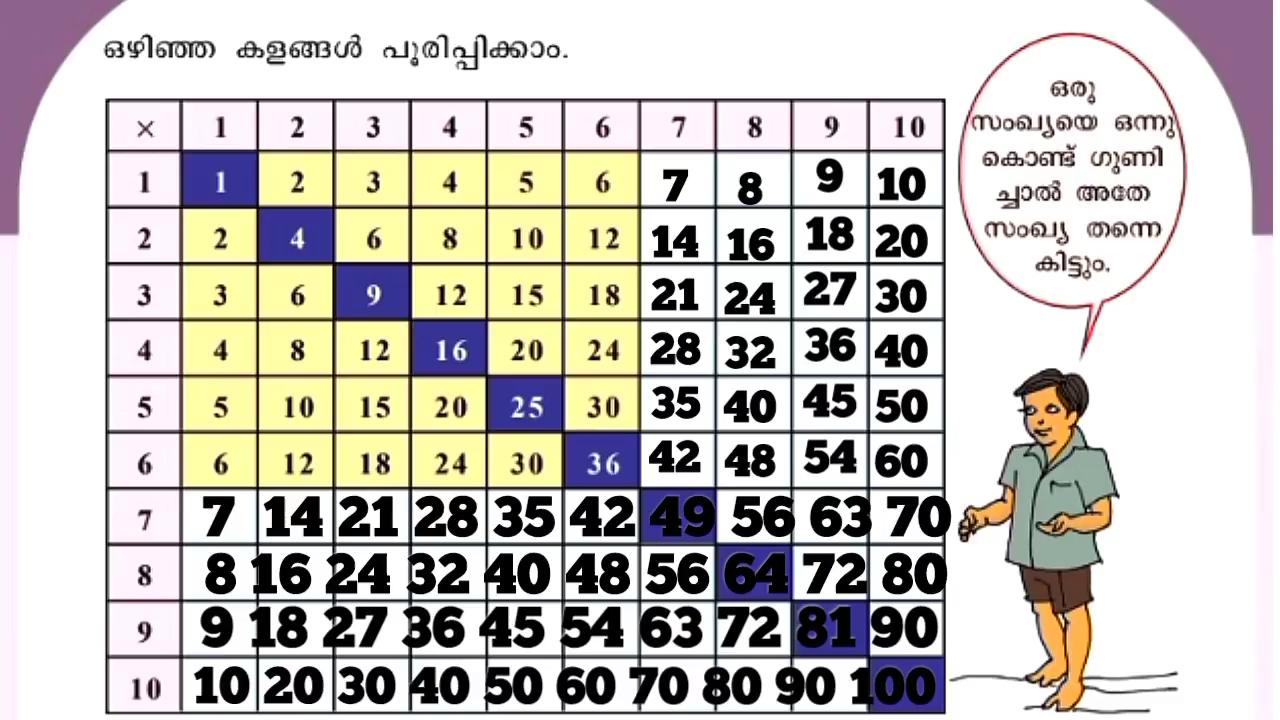 ഒഴിഞ്ഞ കളങ്ങൾ പൂരിപ്പിക്കാം.
× 1 2 3 4 5 6 7 8 9 10
1 1 2 3 4 5 6 7 8 9 10
2 2 4 6 8 10 12 14 16 18 20
3 3 6 9 12 15 18 21 24 27 30
4 4 8 12 16 20 24 28 32 36 40
5 5 10 15 20 25 30 35 40 45 50
6 6 12 18 24 30 36 42 48 54 60
7 7 14 21 28 35 42 49 56 63 70
8 8 16 24 32 40 48 56 64 72 80
9 9 18 27 36 45 54 63 72 81 90
10 10 20 30 40 50 60 70 80 90 100
ഒരു
സംഖ്യയെ ഒന്നു
കൊണ്ട് ഗുണി
ച്ചാൽ അതേ
സംഖ്യ തന്നെ
കിട്ടും.